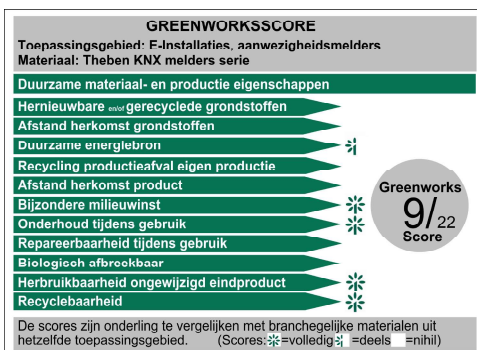 GREENWORKSSCORE
Toepassingsgebied: E-Installaties, aanwezigheidsmelders
Materiaal: Theben KNX melders serie
Duurzame materiaal- en productie eigenschappen
Hernieuwbare en/of gerecyclede grondstoffen
Afstand herkomst grondstoffen
Duurzame energiebron
Recycling productieafval eigen productie
Afstand herkomst product
Bijzondere milieuwinst
Onderhoud tijdens gebruik
Repareerbaarheid tijdens gebruik
Biologisch afbreekbaar
Herbruikbaarheid ongewijzigd eindproduct
Recyclebaarheid
Greenworks
9/22
Score
De scores zijn onderling te vergelijken met branchegelijke materialen uit
hetzelfde toepassingsgebied. (Scores: =volledig =deels =nihil)